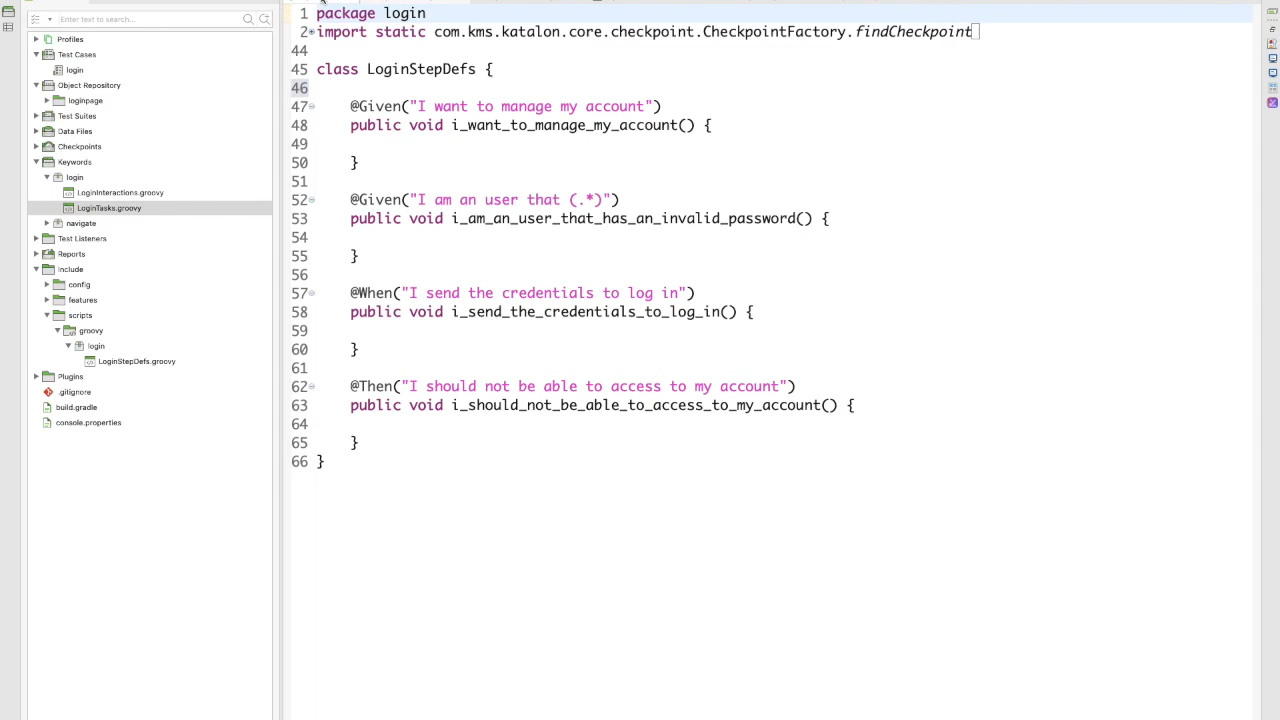 Enter text to search...
Profiles
Test Cases
login
Object Repository
loginpage
Test Suites
Data Files
Checkpoints
Keywords
login
LoginInteractions.groovy
LoginTasks.groovy
navigate
Test Listeners
Reports
Include
config
features
scripts
groovy
login
LoginStepDefs.groovy
Plugins
.gitignore
build.gradle
console.properties
1 package login
2 import static com.kms.katalon.core.checkpoint.CheckpointFactory.findCheckpoint
44
45 class LoginStepDefs {
46
47 @Given("I want to manage my account")
48 public void i_want_to_manage_my_account() {
49
50 }
51
52 @Given("I am an user that (.*)")
53 public void i_am_an_user_that_has_an_invalid_password() {
54
55 }
56
57 @When("I send the credentials to log in")
58 public void i_send_the_credentials_to_log_in() {
59
60 }
61
62 @Then("I should not be able to access to my account")
63 public void i_should_not_be_able_to_access_to_my_account() {
64
65 }
66 }